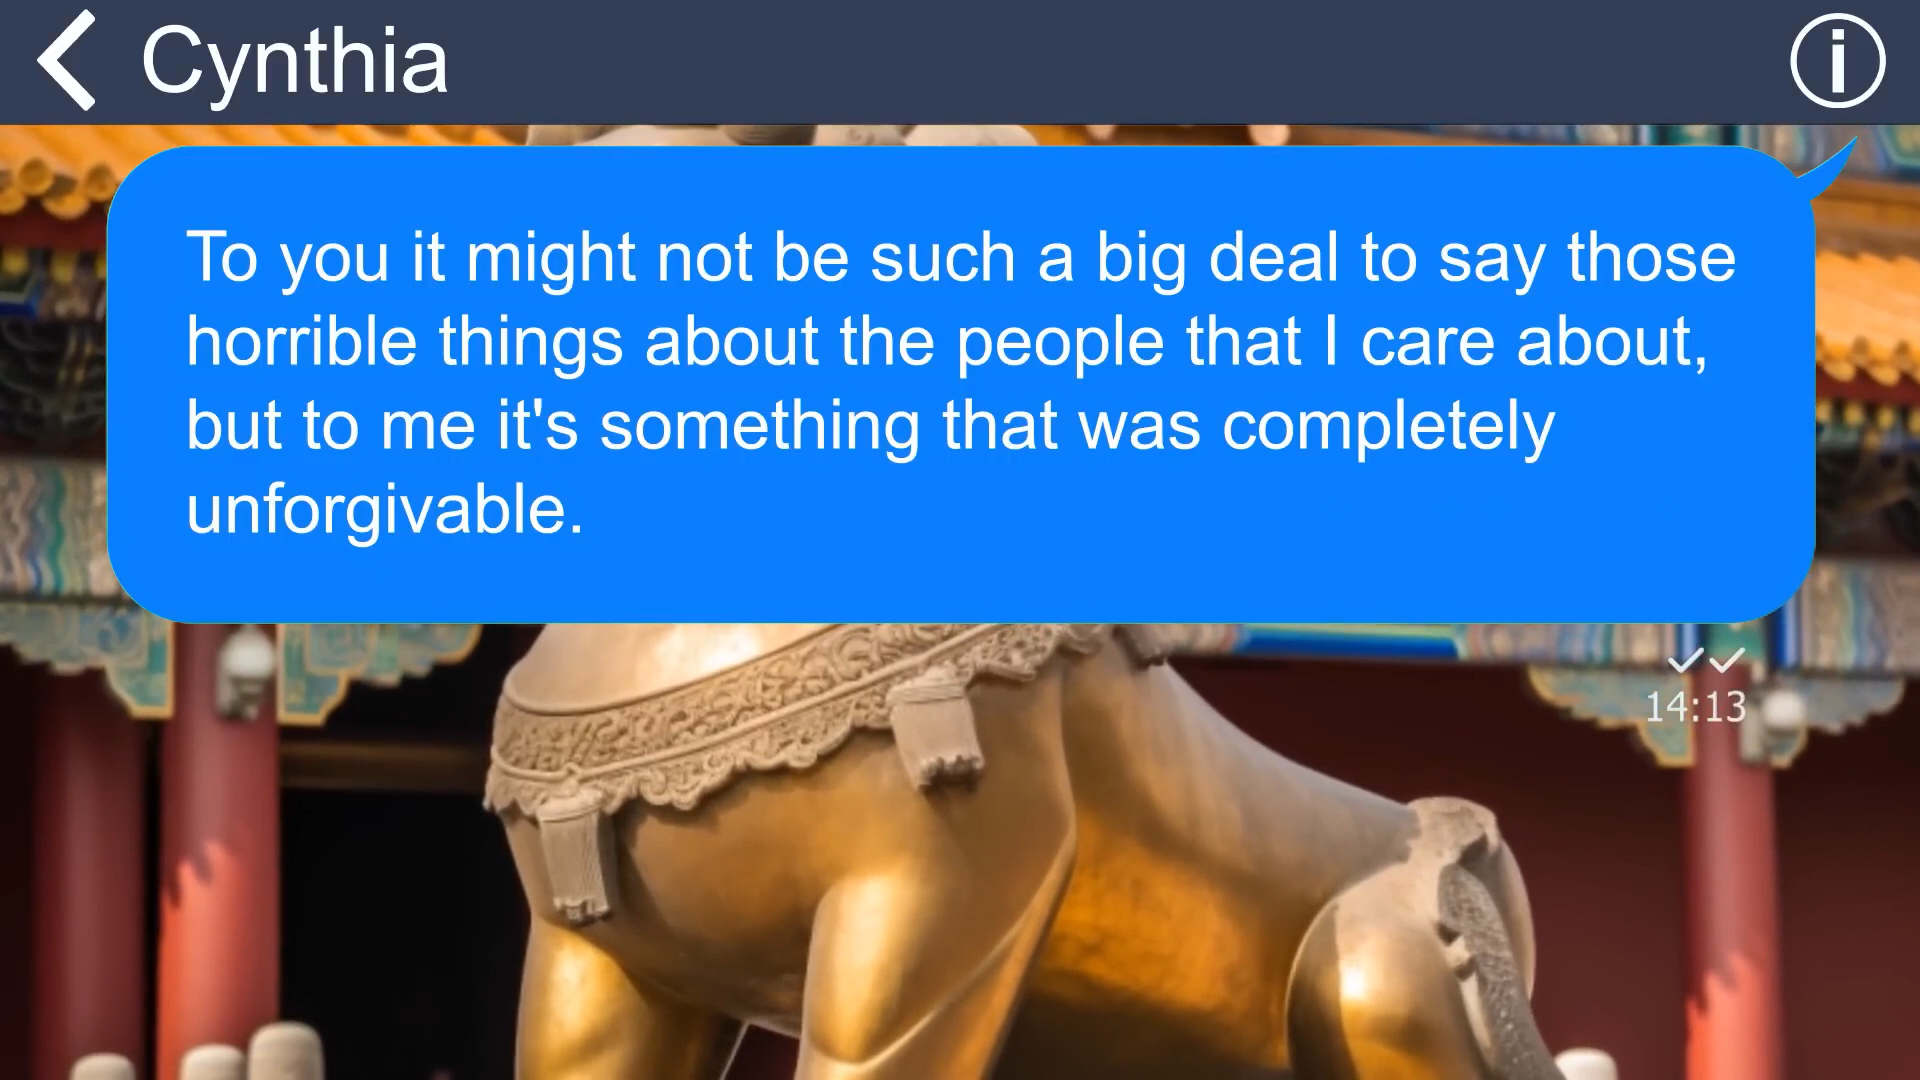 Cynthia
To you it might not be such a big deal to say those
horrible things about the people that I care about,
but to me it's something that was completely
unforgivable.
14:13